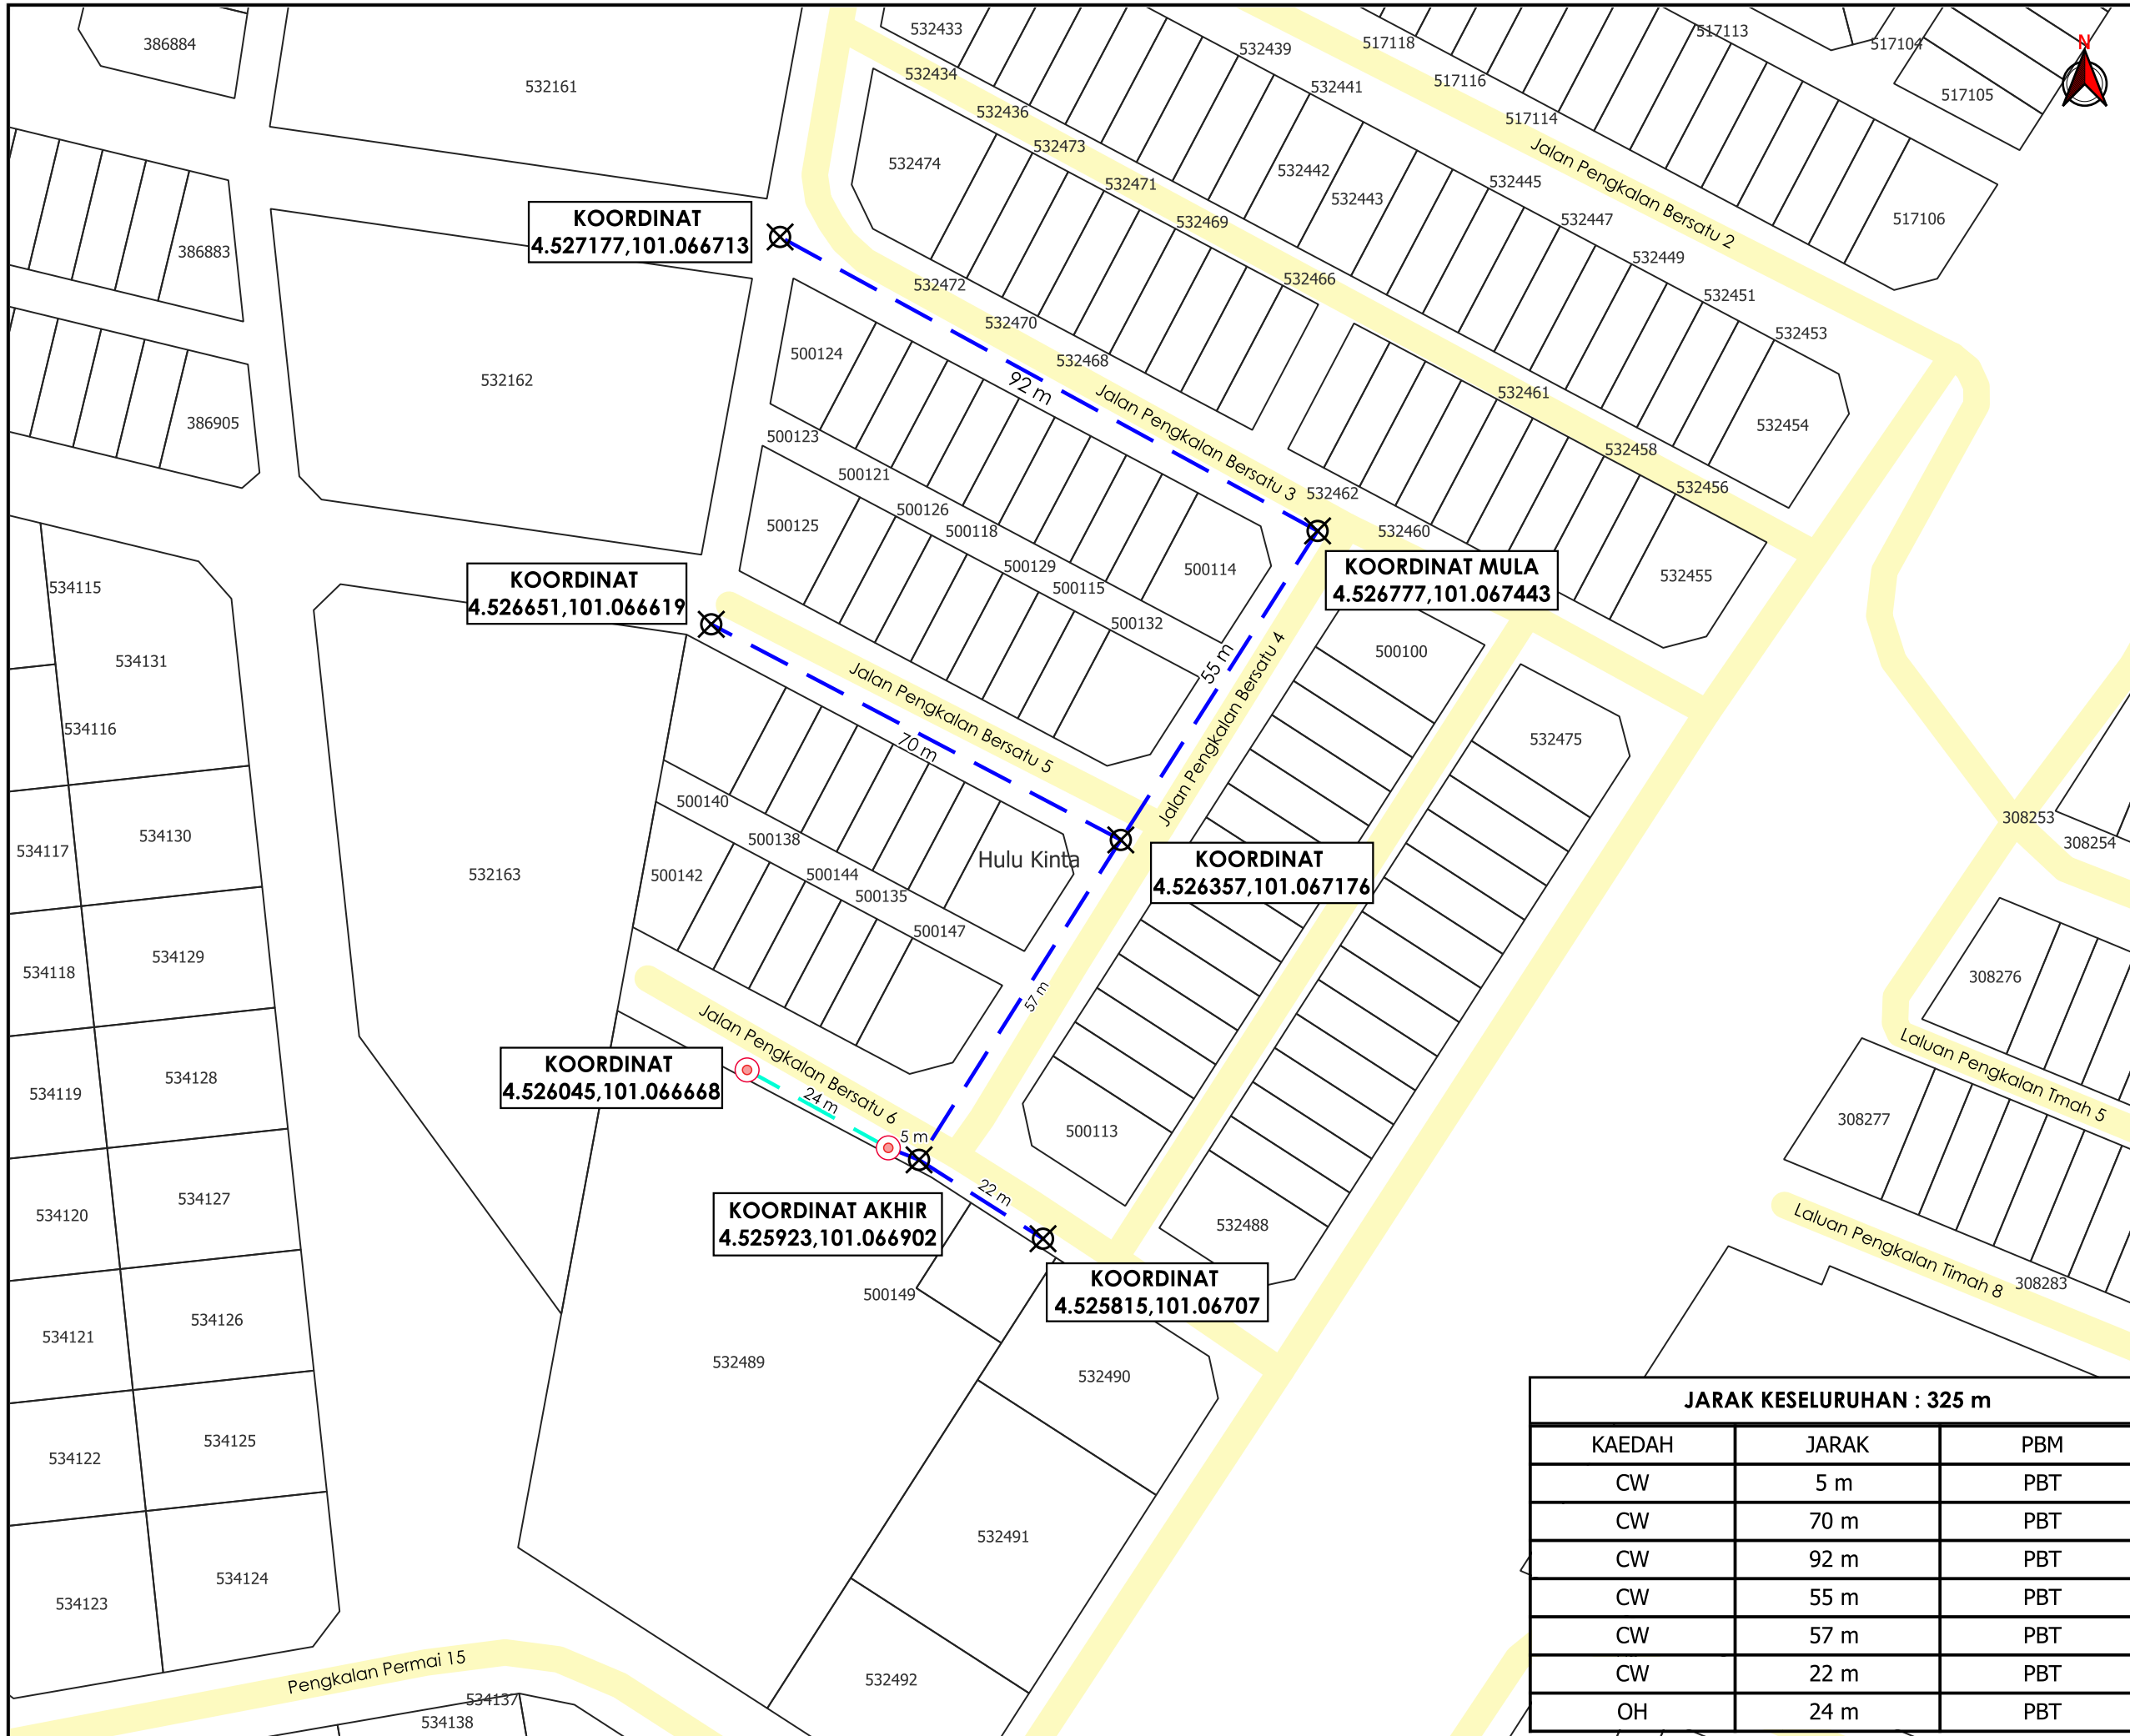 386884
532161
532433
532439
517118
517113
517104
N
532434
532441
517116
517105
532436
517114
532473
Jalan Pengkalan Bersatu 2
532474
532471
532442
532445
532443
532469
532447
517106
KOORDINAT
4.527177,101.066713
386883
532472
532466
532449
532451
532470
532453
500124
532468
92 m
Jalan Pengkalan Bersatu 3
532461
532162
386905
532454
500123
532458
500121
532462
532456
500125
500126
500118
532460
KOORDINAT MULA
4.526777,101.067443
500129
500115
500114
532455
534115
KOORDINAT
4.526651,101.066619
500132
55 m
500100
534131
Jalan Pengkalan Bersatu 4
Jalan Pengkalan Bersatu 5
534116
70 m
532475
500140
308253
534130
500138
308254
534117
Hulu Kinta
KOORDINAT
4.526357,101.067176
532163
500142
500144
500135
500147
534129
534118
308276
57 m
Jalan Pengkalan Bersatu 6
Laluan Pengkalan Tmah 5
KOORDINAT
4.526045,101.066668
534128
534119
24 m
308277
5 m
500113
534127
22 m
534120
KOORDINAT AKHIR
4.525923,101.066902
532488
Laluan Pengkalan Timah 8
308283
KOORDINAT
4.525815,101.06707
500149
534126
534121
532489
532490
JARAK KESELURUHAN : 325 m
KAEDAH JARAK PBM
CW 5 m PBT
CW 70 m PBT
CW 92 m PBT
CW 55 m PBT
CW 57 m PBT
CW 22 m PBT
OH 24 m PBT
534125
534122
532491
534124
534123
532492
Pengkalan Permai 15
534137
534138